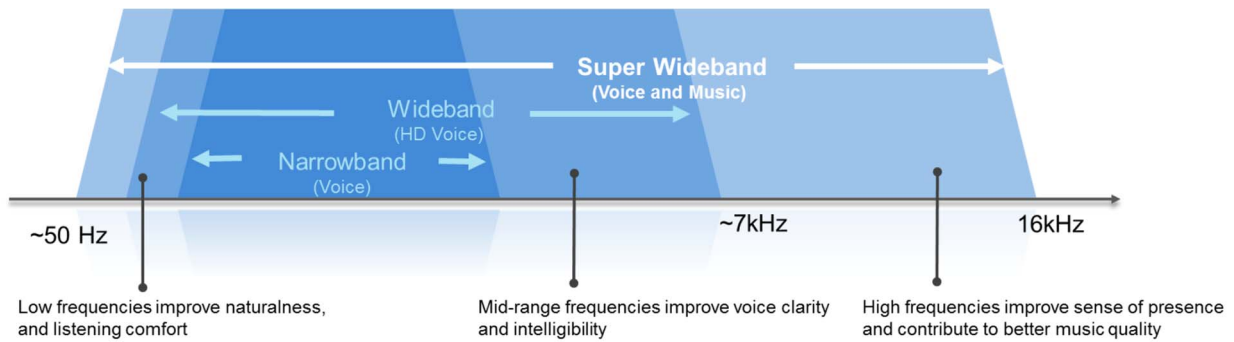 Super Wideband
(Voice and Music)
Wideband
(HD Voice)
Narrowband
(Voice)
~50 Hz
~7kHz
16kHz
Low frequencies improve naturalness,
and listening comfort
Mid-range frequencies improve voice clarity
and intelligibility
High frequencies improve sense of presence
and contribute to better music quality